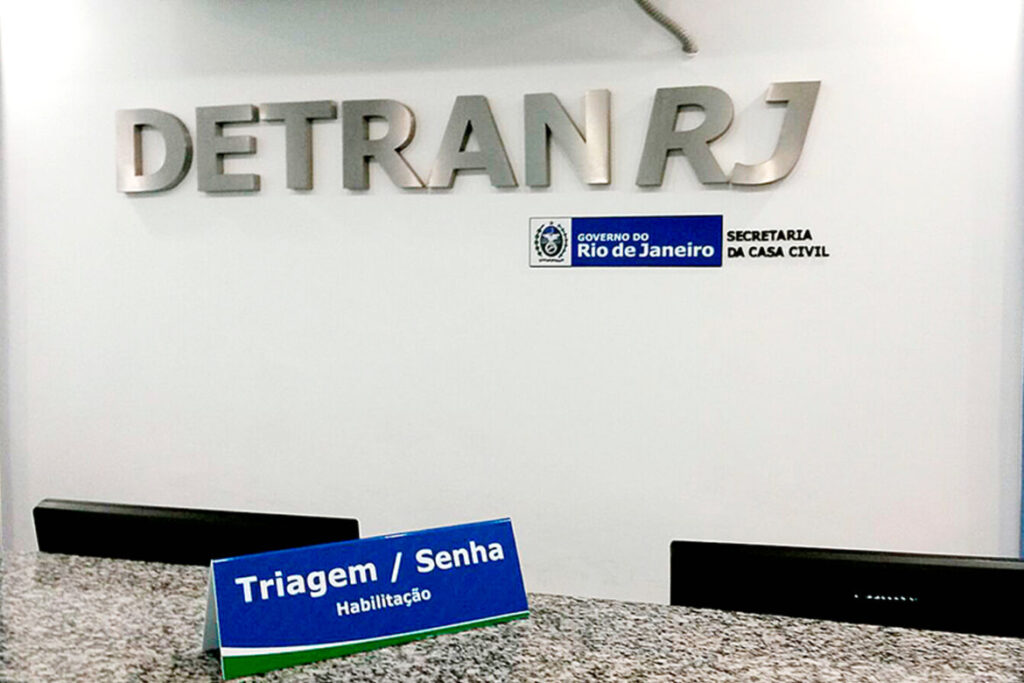 DETRAN RJ
GOVERNO DO
Rio de Janeiro
SECRETARIA
DA CASA CIVIL
Triagem / Senha
Habilitação